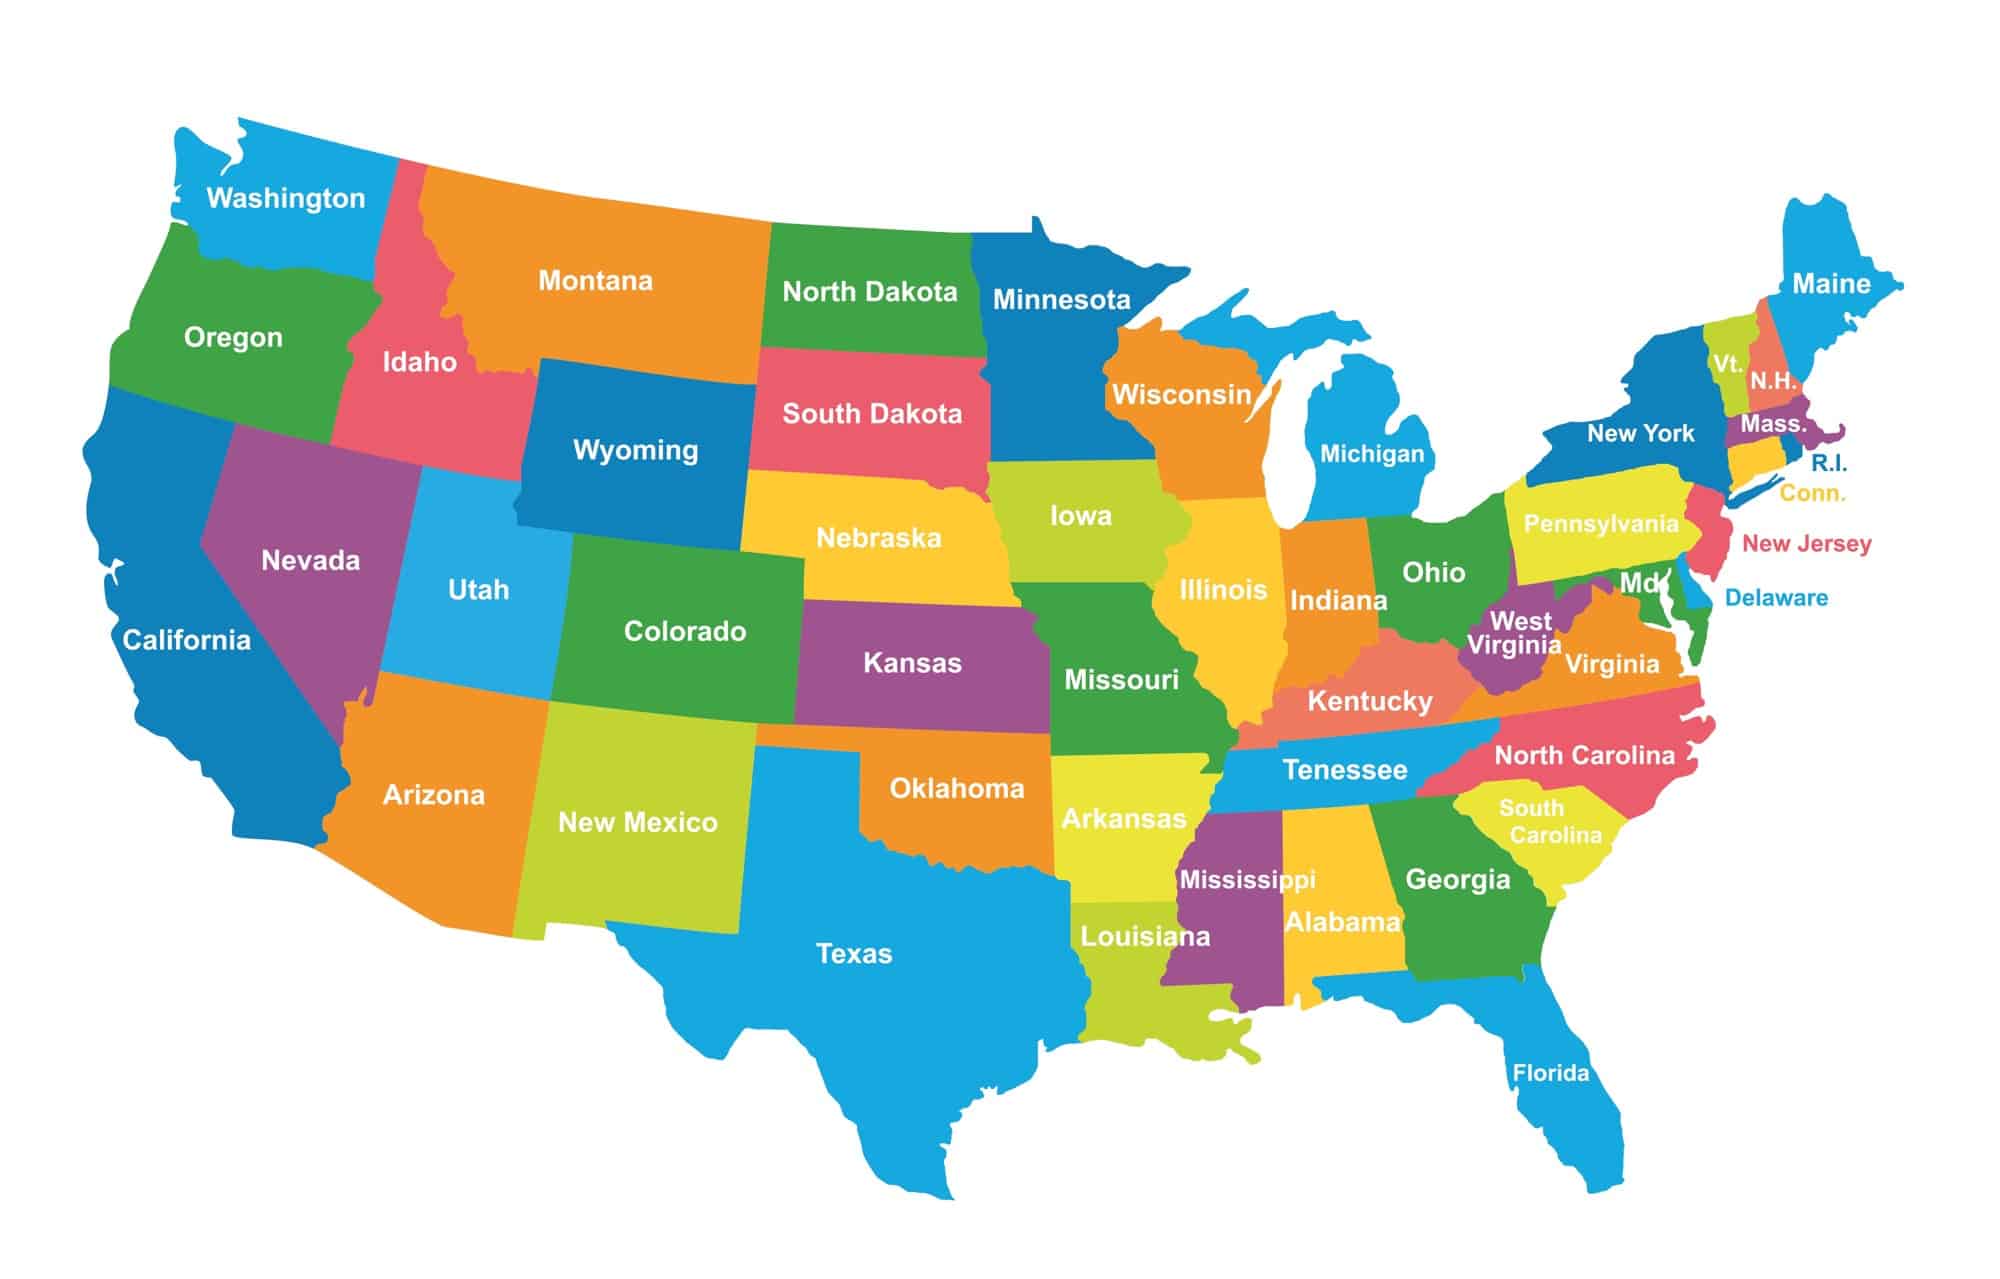 Washington
Montana
North Dakota
Minnesota
Maine
Oregon
Idaho
Vt.
N.H.
Wisconsin
South Dakota
Mass.
New York
Wyoming
Michigan
R.I.
Conn.
Iowa
Pennsylvania
Nebraska
New Jersey
Nevada
Ohio
Md.
Utah
Illinois
Indiana
Delaware
West
Virginia
Colorado
California
Kansas
Virginia
Missouri
Kentucky
North Carolina
Tenessee
Oklahoma
Arizona
South
Carolina
Arkansas
New Mexico
Mississippi
Georgia
Alabama
Louisiana
Texas
Florida